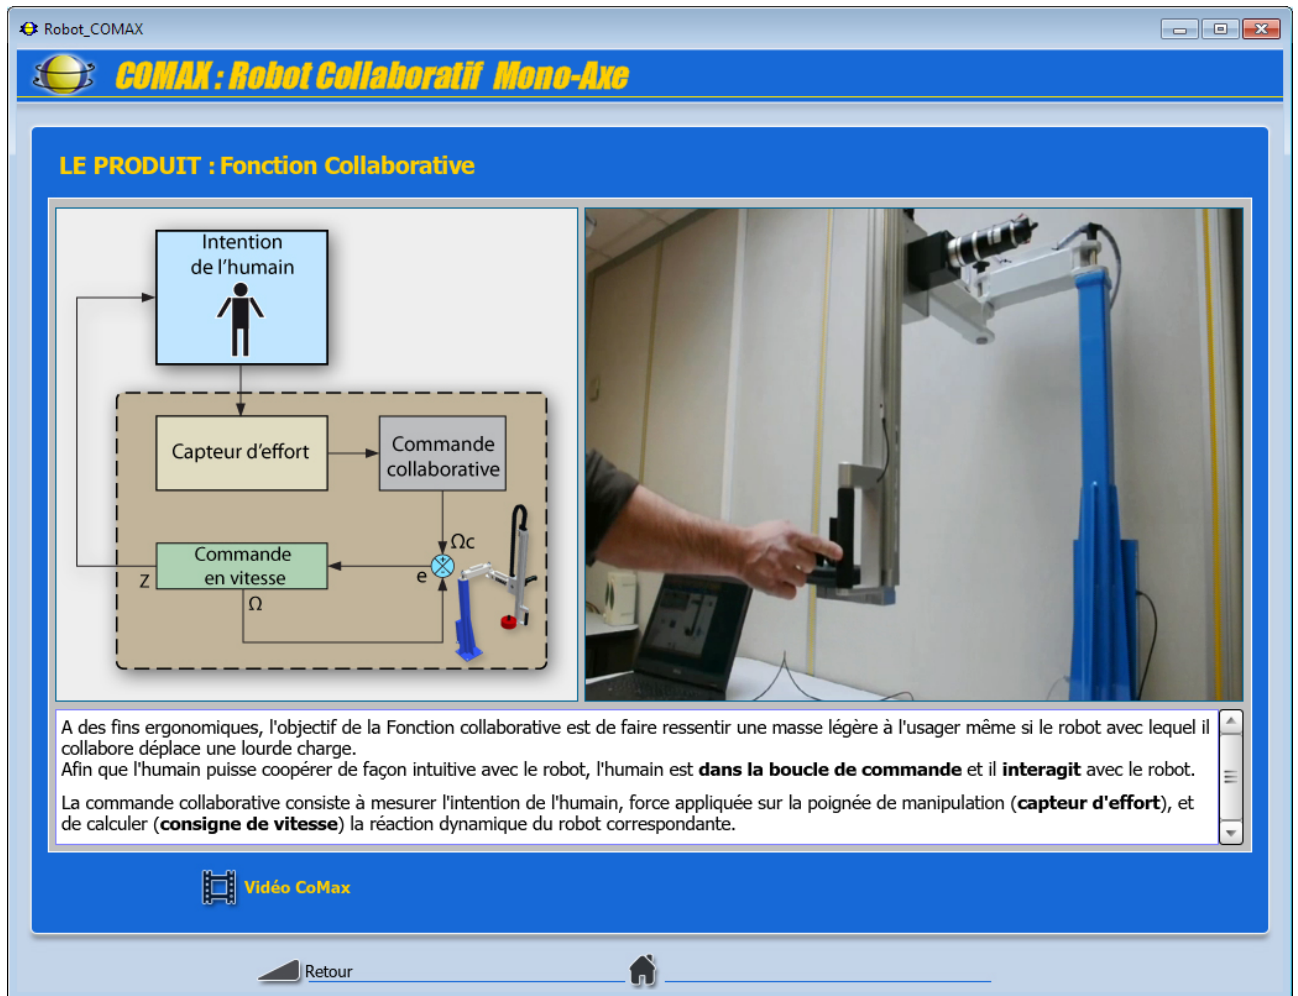 Robot_COMAX
COMAX : Robot Collaboratif Mono-Axe
LE PRODUIT : Fonction Collaborative
Intention
de l'humain
Capteur d'effort
Commande
collaborative
Ωc
Commande
en vitesse
e
Z
Ω
A des fins ergonomiques, l'objectif de la Fonction collaborative est de faire ressentir une masse légère à l'usager même si le robot avec lequel il
collabore déplace une lourde charge.
Afin que l'humain puisse coopérer de façon intuitive avec le robot, l'humain est dans la boucle de commande et il interagit avec le robot.
La commande collaborative consiste à mesurer l'intention de l'humain, force appliquée sur la poignée de manipulation (capteur d'effort), et
de calculer (consigne de vitesse) la réaction dynamique du robot correspondante.
Vidéo CoMax
Retour